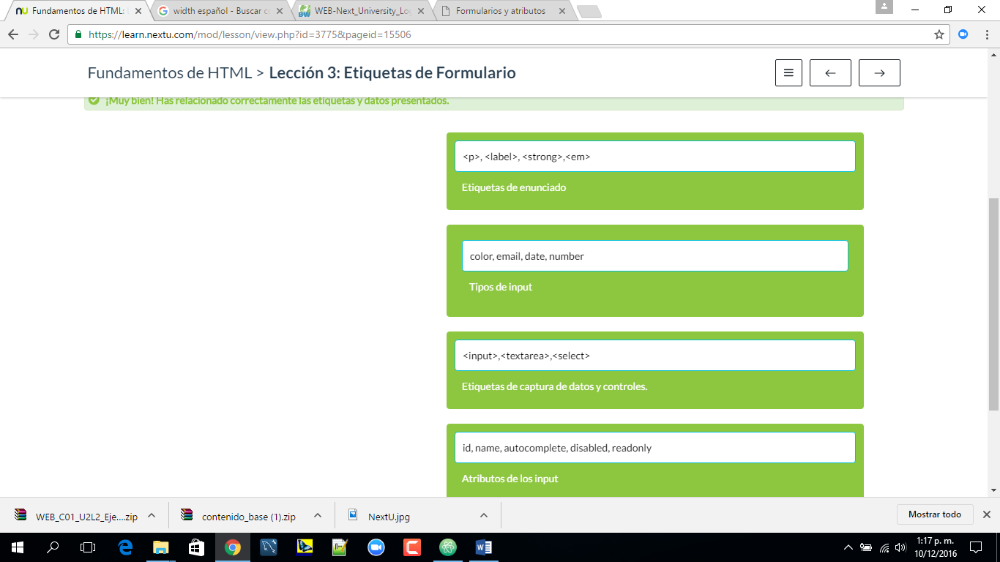 Fundamentos de HTML:
width español - Buscar c
WEB-Next_University_Lo
Formularios y atributos
https://learn.nextu.com/mod/lesson/view.php?id=3775&pageid=15506
Fundamentos de HTML > Lección 3: Etiquetas de Formulario
¡Muy bien! Has relacionado correctamente las etiquetas y datos presentados.
<p>, <label>, <strong>,<em>
Etiquetas de enunciado
color, email, date, number
Tipos de input
<input>,<textarea>,<select>
Etiquetas de captura de datos y controles.
id, name, autocomplete, disabled, readonly
Atributos de los input
WEB_C01_U2L2_Eje....zip
contenido_base (1).zip
NextU.jpg
Mostrar todo
1:17 p. m.
10/12/2016